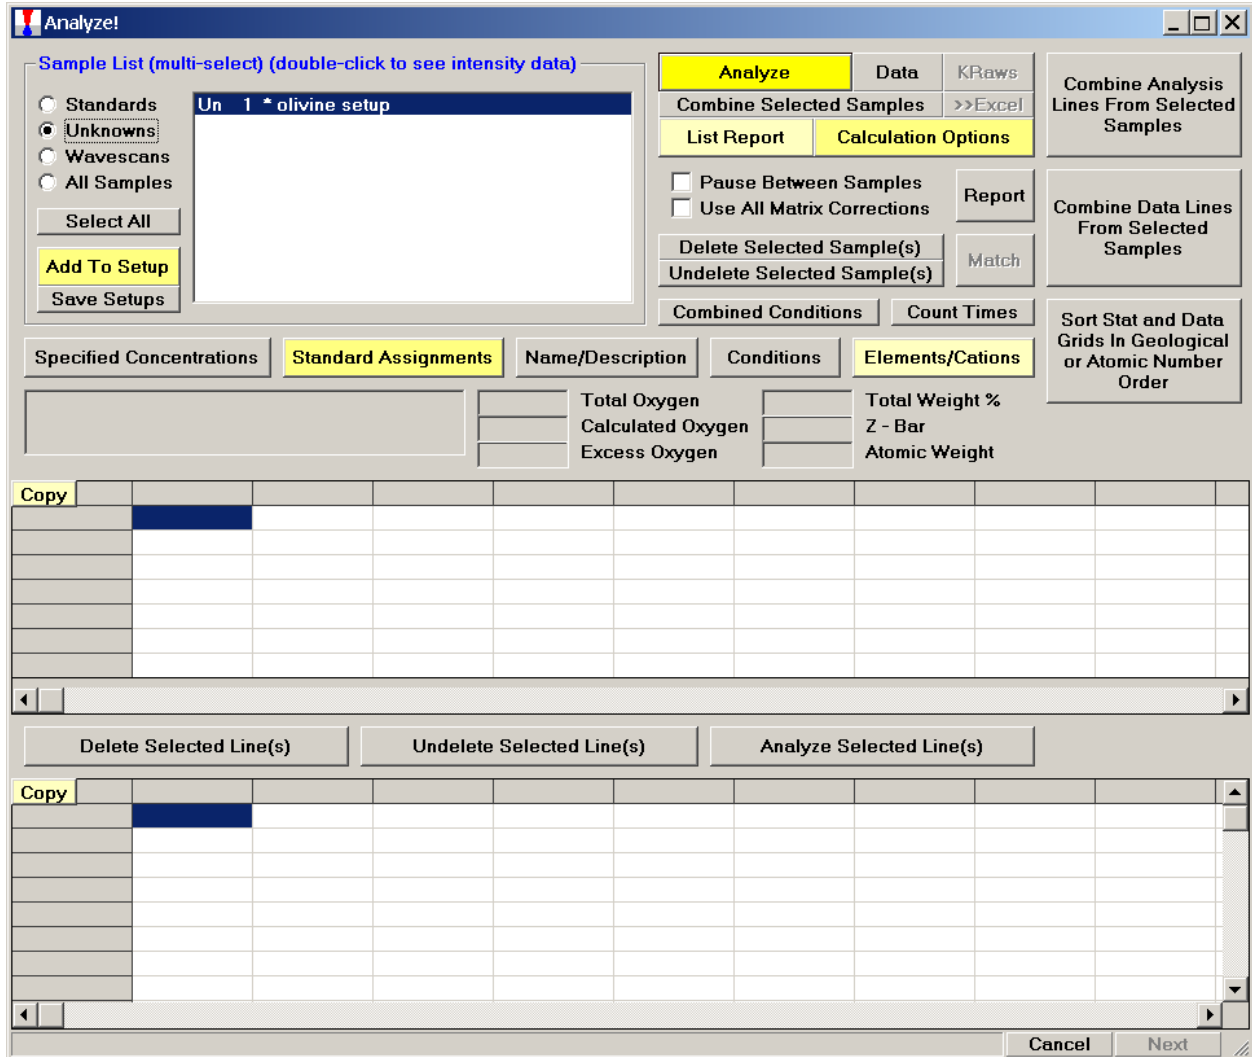 Analyze!
Sample List (multi-select) (double-click to see intensity data)
Standards
Unknowns
Wavescans
All Samples
Select All
Add To Setup
Save Setups
Un 1 * olivine setup
Analyze
Data
KRaws
Combine Selected Samples
>>Excel
List Report
Calculation Options
Pause Between Samples
Use All Matrix Corrections
Report
Delete Selected Sample(s)
Undelete Selected Sample(s)
Match
Combined Conditions
Count Times
Combine Analysis
Lines From Selected
Samples
Combine Data Lines
From Selected
Samples
Sort Stat and Data
Grids In Geological
or Atomic Number
Order
Specified Concentrations
Standard Assignments
Name/Description
Conditions
Elements/Cations
Total Oxygen
Calculated Oxygen
Excess Oxygen
Total Weight %
Z - Bar
Atomic Weight
Copy
Delete Selected Line(s)
Undelete Selected Line(s)
Analyze Selected Line(s)
Copy
Cancel
Next